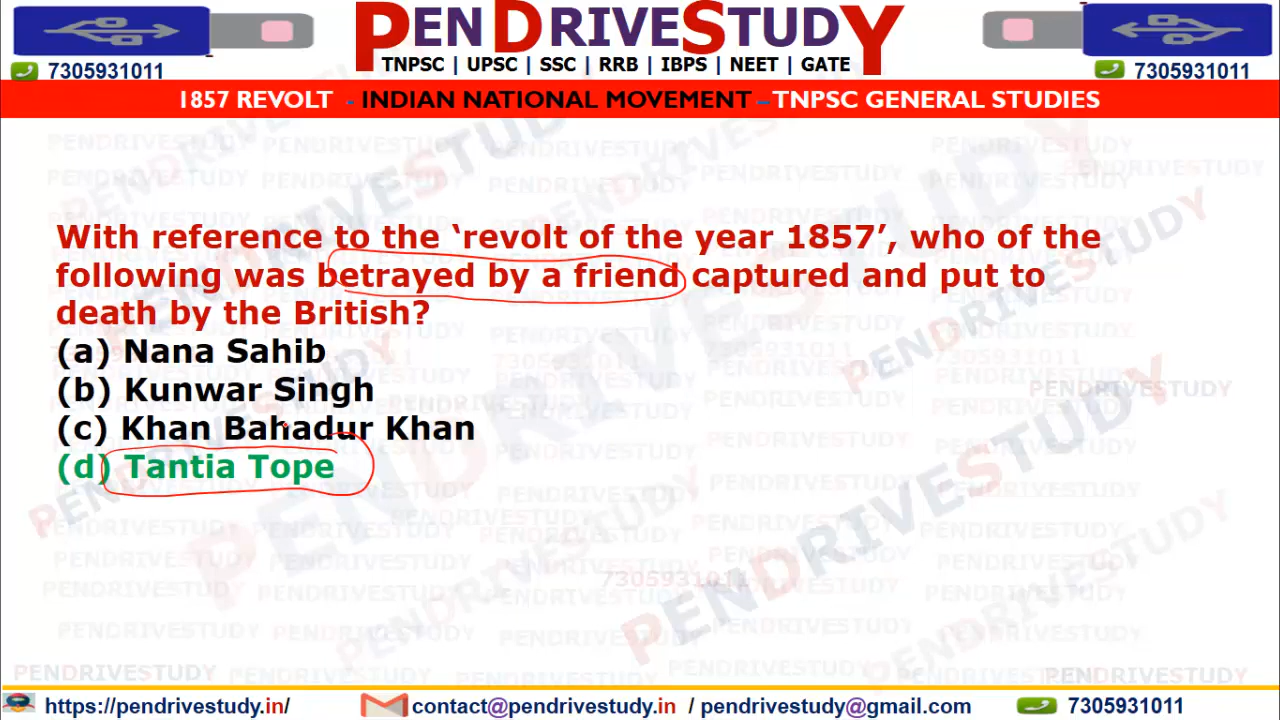 PENDRIVESTUDY
TNPSC | UPSC | SSC | RRB | IBPS | NEET | GATE
7305931011
7305931011
1857 REVOLT - INDIAN NATIONAL MOVEMENT – TNPSC GENERAL STUDIES
With reference to the ‘revolt of the year 1857’, who of the
following was betrayed by a friend captured and put to
death by the British?
(a) Nana Sahib
(b) Kunwar Singh
(c) Khan Bahadur Khan
(d) Tantia Tope
PENDRIVESTUDY
7305931011
https://pendrivestudy.in/
contact@pendrivestudy.in / pendrivestudy@gmail.com
7305931011